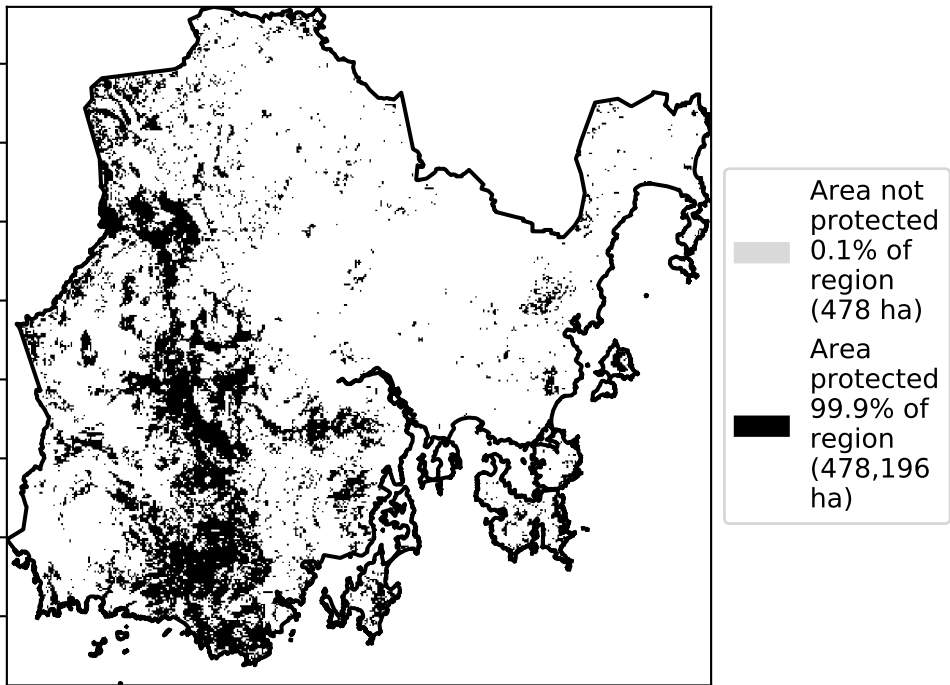 Area not
protected
0.1% of
region
(478 ha)
Area
protected
99.9% of
region
(478,196
ha)